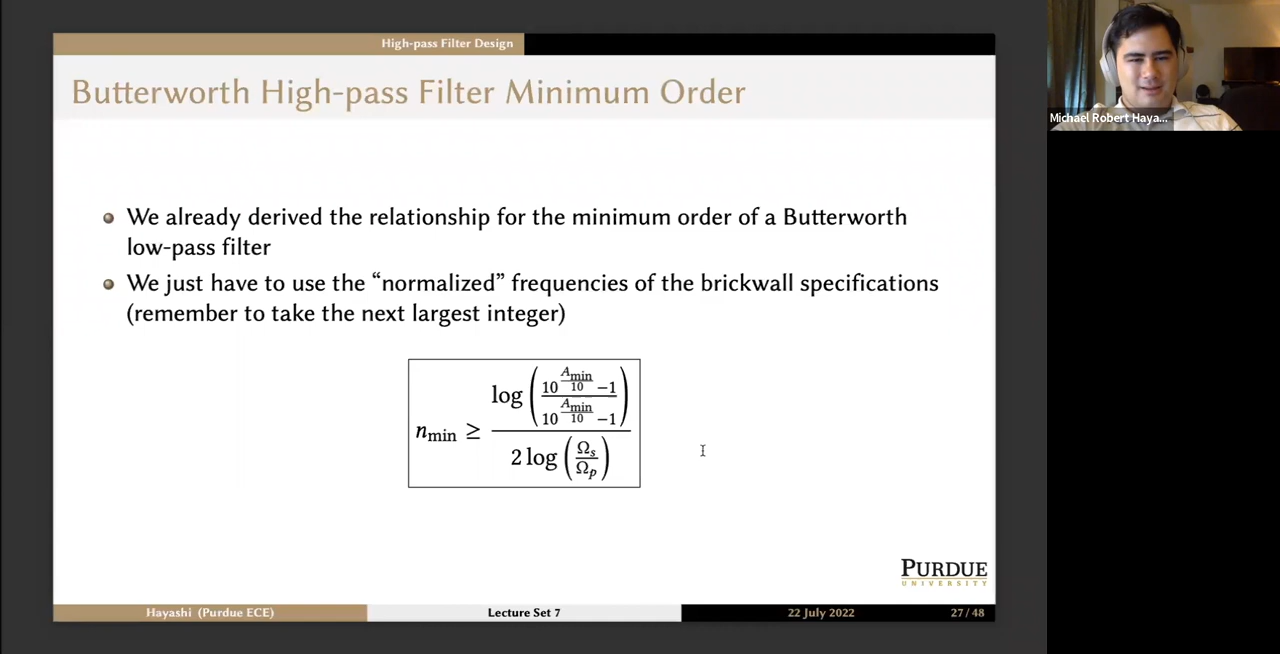 High-pass Filter Design
Butterworth High-pass Filter Minimum Order
Michael Robert Haya...
We already derived the relationship for the minimum order of a Butterworth
low-pass filter
We just have to use the “normalized” frequencies of the brickwall specifications
(remember to take the next largest integer)
n_min ≥ log((10^(A_min/10) −1)/(10^(A_min/10) −1)) / (2 log(Ω_s/Ω_p))
PURDUE
UNIVERSITY
Hayashi (Purdue ECE)
Lecture Set 7
22 July 2022
27 / 48